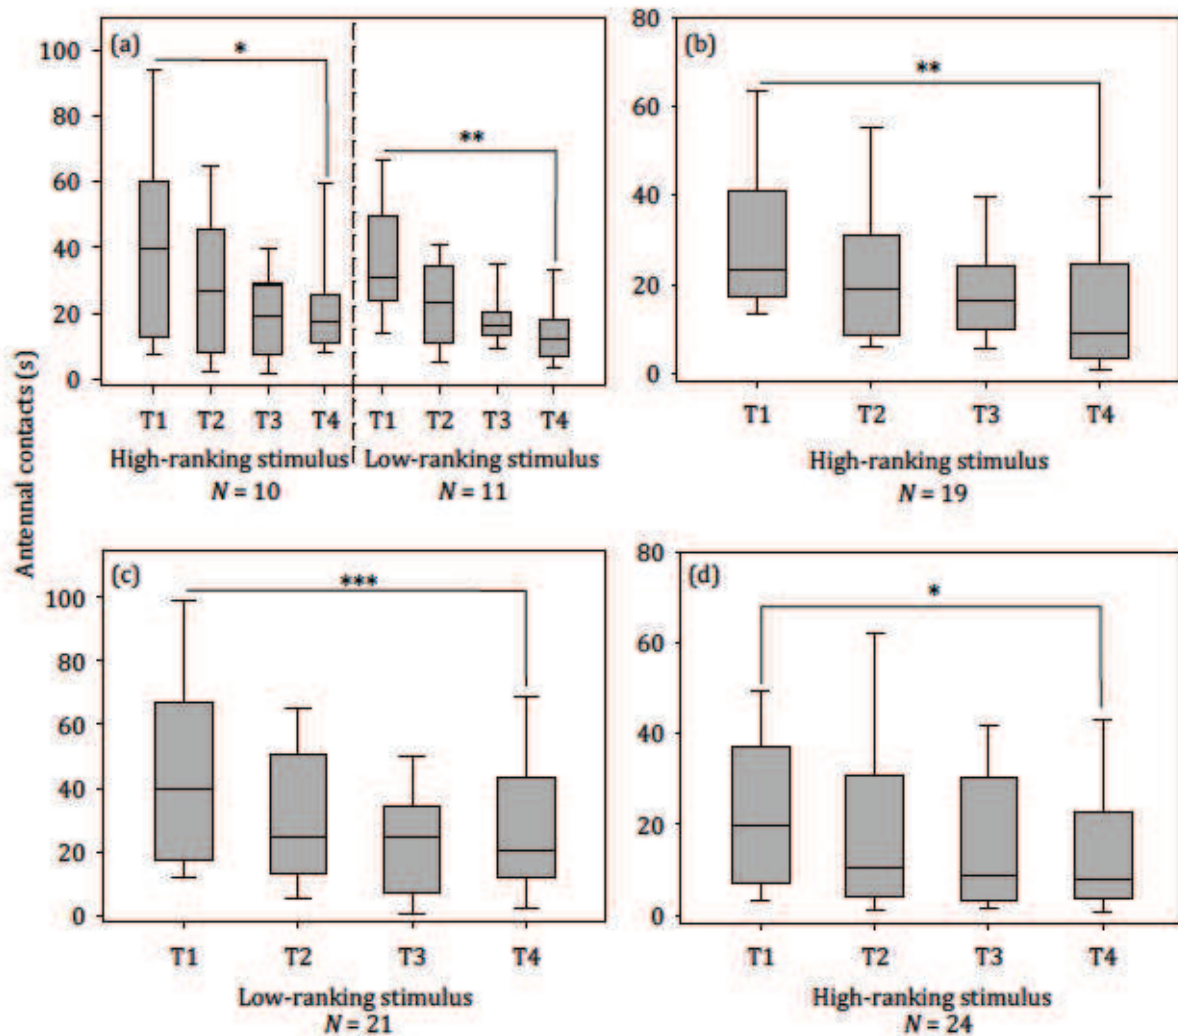 Antennal contacts (s)
(a)
*
**
100
80
60
40
20
0
T1 T2 T3 T4 T1 T2 T3 T4
High-ranking stimulus Low-ranking stimulus
N = 10 N = 11
(b)
**
80
60
40
20
0
T1 T2 T3 T4
High-ranking stimulus
N = 19
(c)
***
100
80
60
40
20
0
T1 T2 T3 T4
Low-ranking stimulus
N = 21
(d)
*
80
60
40
20
0
T1 T2 T3 T4
High-ranking stimulus
N = 24